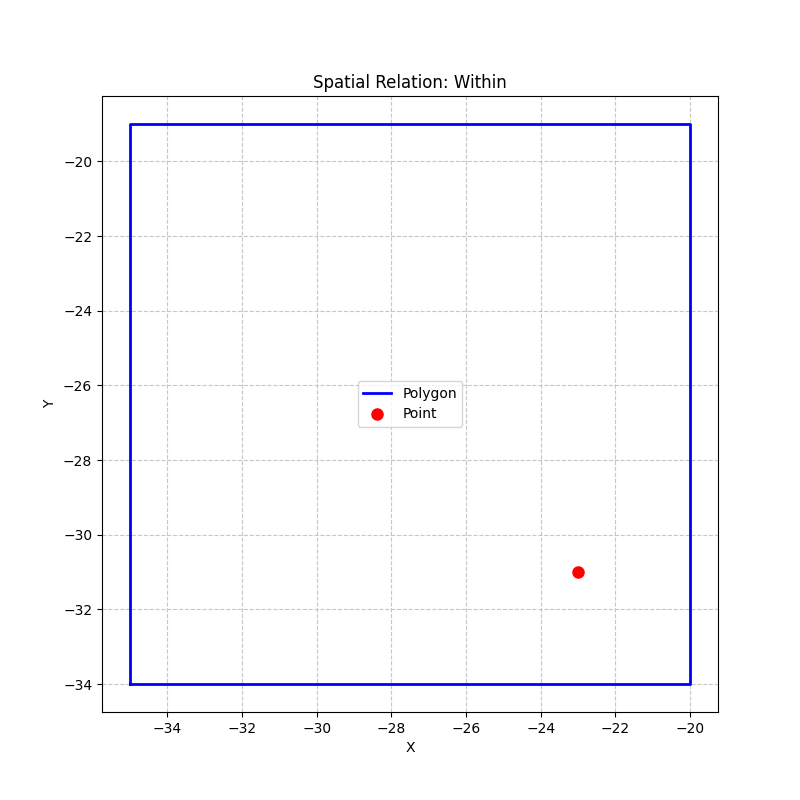 Spatial Relation: Within
Y
−20
−22
−24
−26
−28
−30
−32
−34
Polygon
Point
−34 −32 −30 −28 −26 −24 −22 −20
X